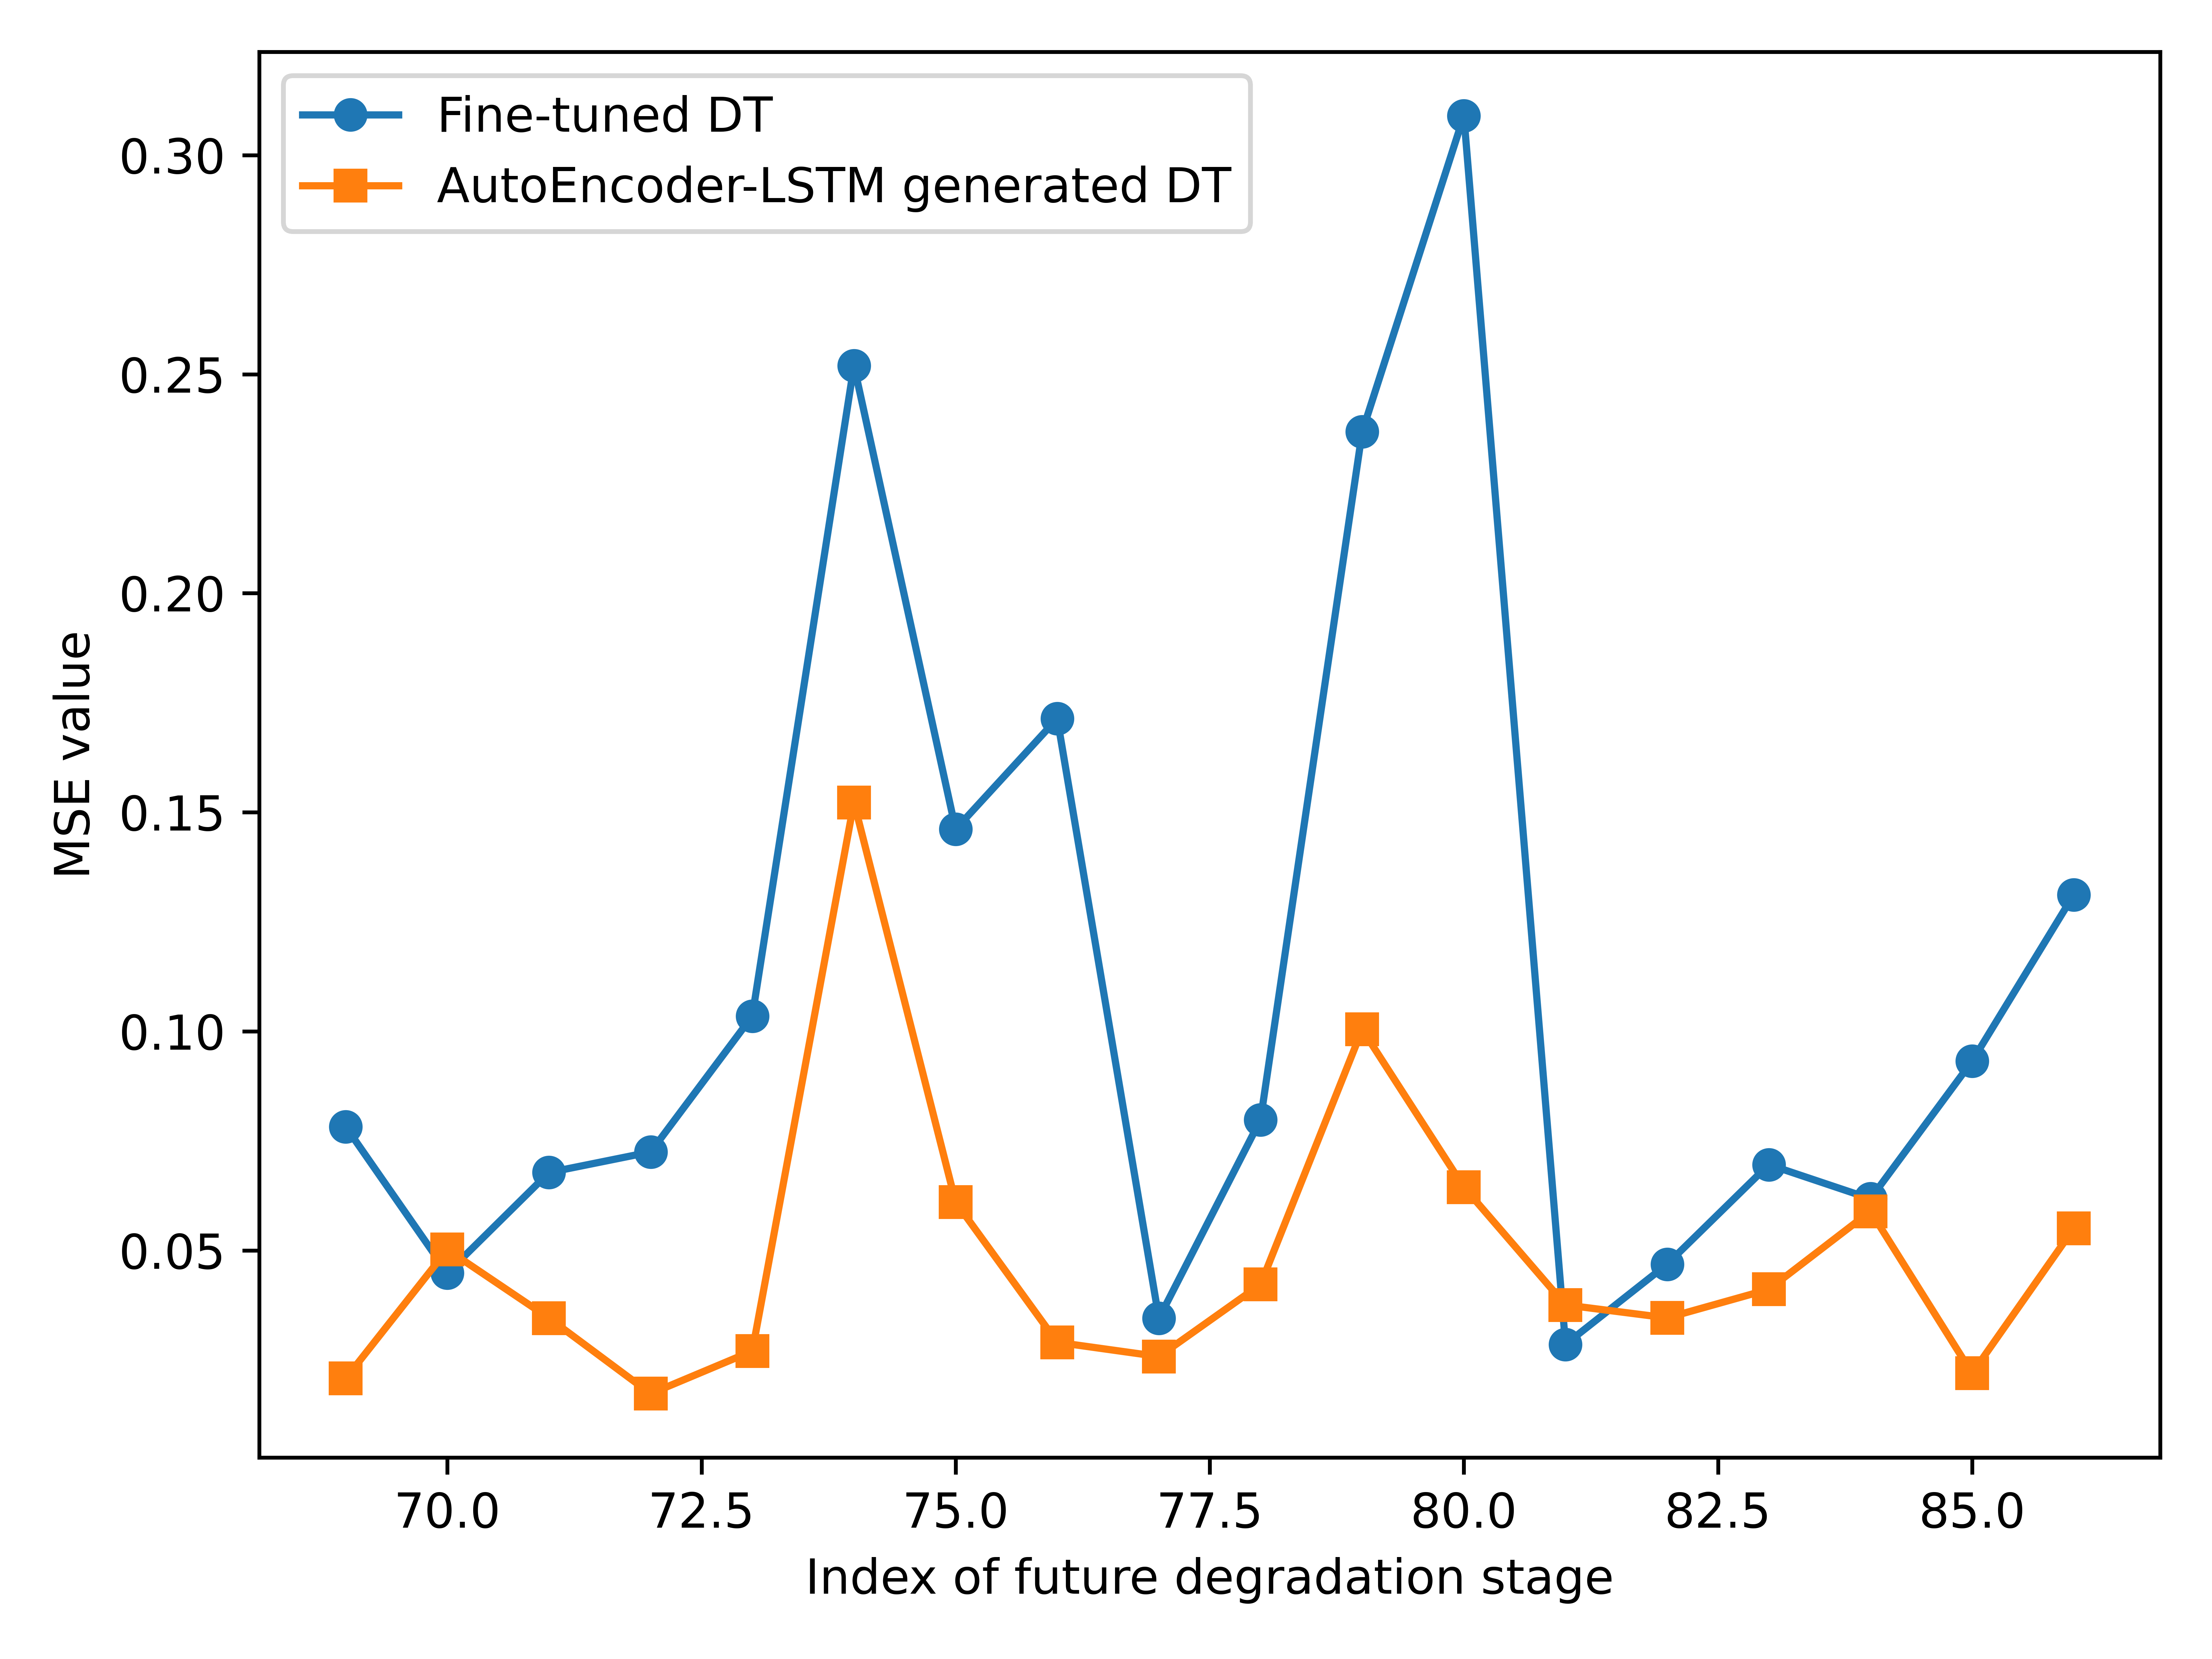 Fine-tuned DT
AutoEncoder-LSTM generated DT
0.30
0.25
0.20
0.15
0.10
0.05
MSE value
70.0 72.5 75.0 77.5 80.0 82.5 85.0
Index of future degradation stage